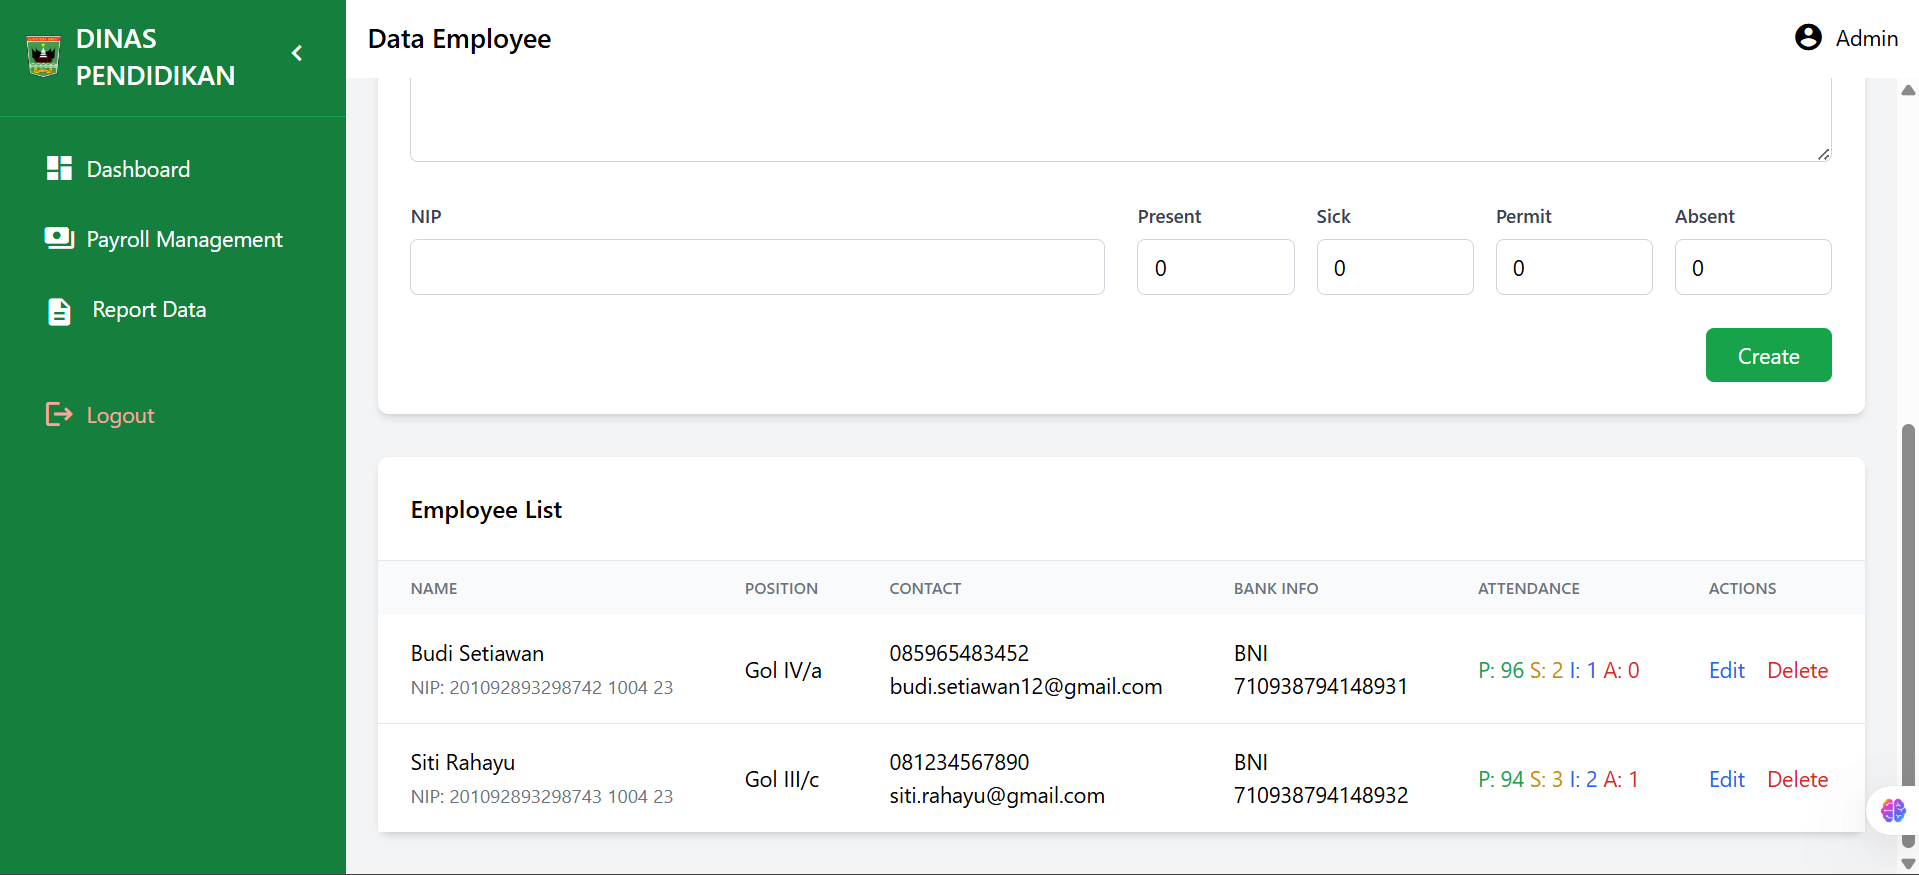 DINAS
PENDIDIKAN
Dashboard
Payroll Management
Report Data
Logout
Data Employee
Admin
NIP
Present
Sick
Permit
Absent
0
0
0
0
Create
Employee List
NAME
POSITION
CONTACT
BANK INFO
ATTENDANCE
ACTIONS
Budi Setiawan
NIP: 201092893298742 1004 23
Gol IV/a
085965483452
budi.setiawan12@gmail.com
BNI
710938794148931
P: 96 S: 2 I: 1 A: 0
Edit Delete
Siti Rahayu
NIP: 201092893298743 1004 23
Gol III/c
081234567890
siti.rahayu@gmail.com
BNI
710938794148932
P: 94 S: 3 I: 2 A: 1
Edit Delete